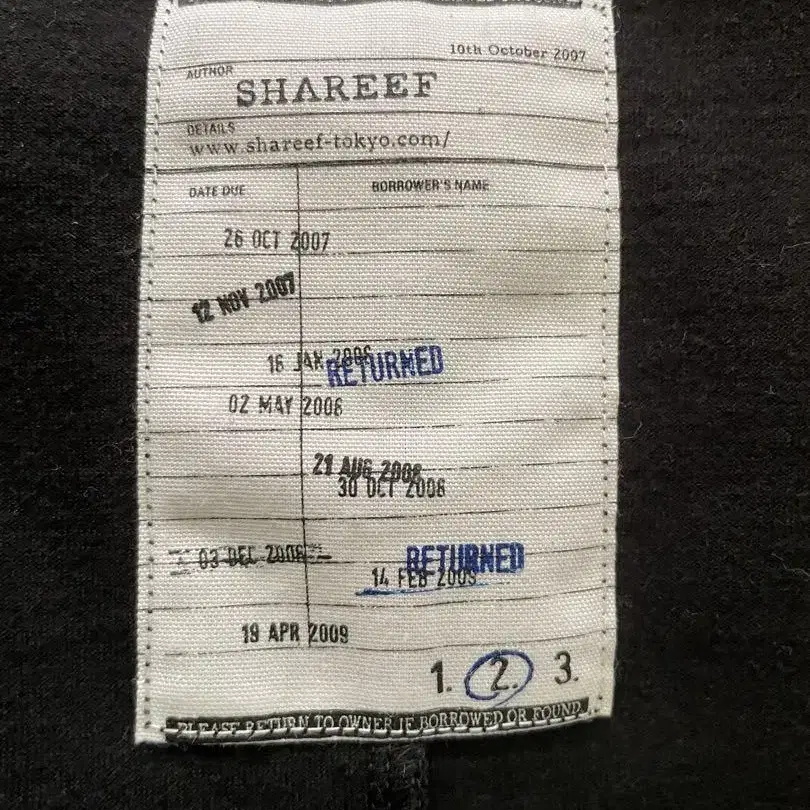 10th October 2007
AUTHOR
SHAREEF
DETAILS
www.shareef-tokyo.com/
DATE DUE BORROWER'S NAME
26 OCT 2007
12 NOV 2007
16 JAN 2008
RETURNED
02 MAY 2008
21 AUG 2008
30 OCT 2008
03 DEC 2008
RETURNED
14 FEB 2009
19 APR 2009
1. 2. 3.
PLEASE RETURN TO OWNER IF BORROWED OR FOUND